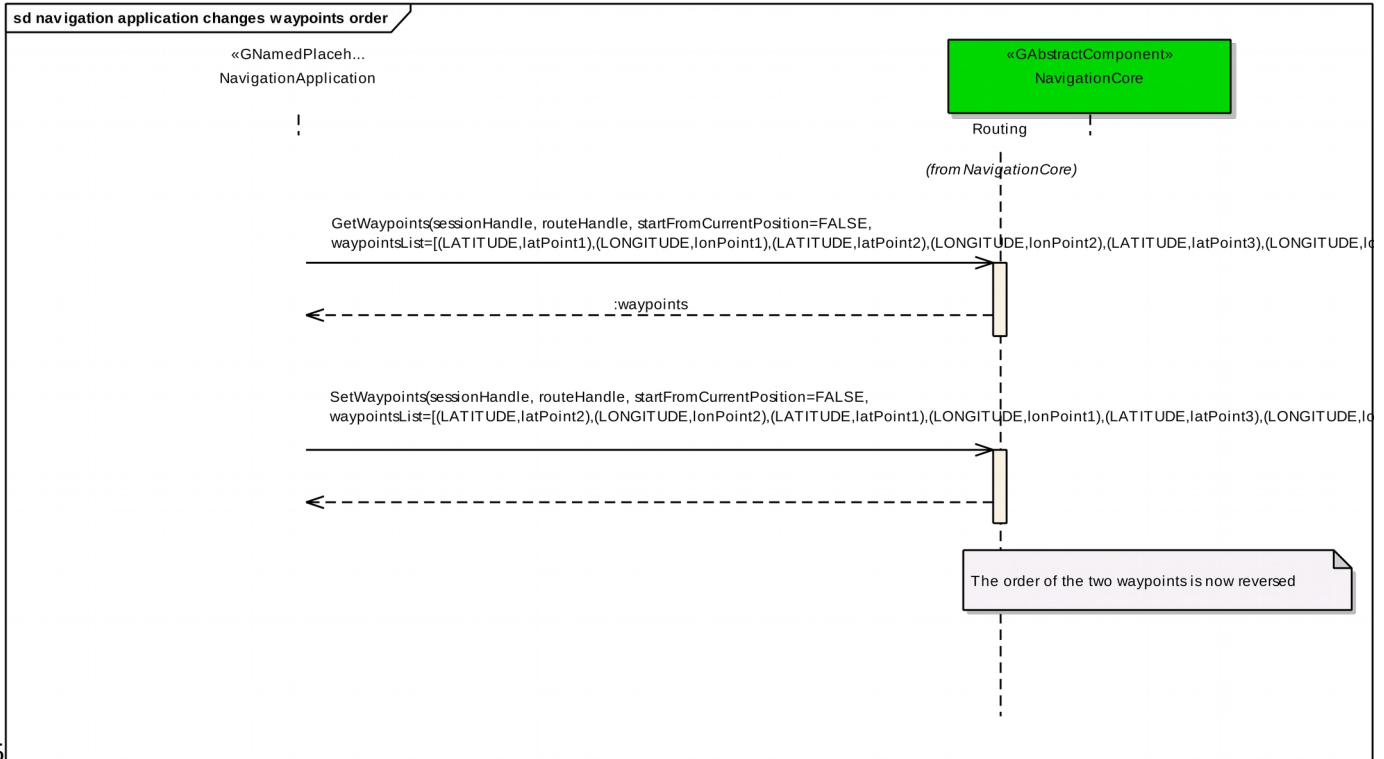 sd navigation application changes waypoints order
«GNamedPlaceh...
NavigationApplication
«GAbstractComponent»
NavigationCore
Routing
(from NavigationCore)
GetWaypoints(sessionHandle, routeHandle, startFromCurrentPosition=FALSE,
waypointsList=[(LATITUDE,latPoint1),(LONGITUDE,lonPoint1),(LATITUDE,latPoint2),(LONGITUDE,lonPoint2),(LATITUDE,latPoint3),(LONGITUDE,
:waypoints
SetWaypoints(sessionHandle, routeHandle, startFromCurrentPosition=FALSE,
waypointsList=[(LATITUDE,latPoint2),(LONGITUDE,lonPoint2),(LATITUDE,latPoint1),(LONGITUDE,lonPoint1),(LATITUDE,latPoint3),(LONGITUDE,
The order of the two waypoints is now reversed